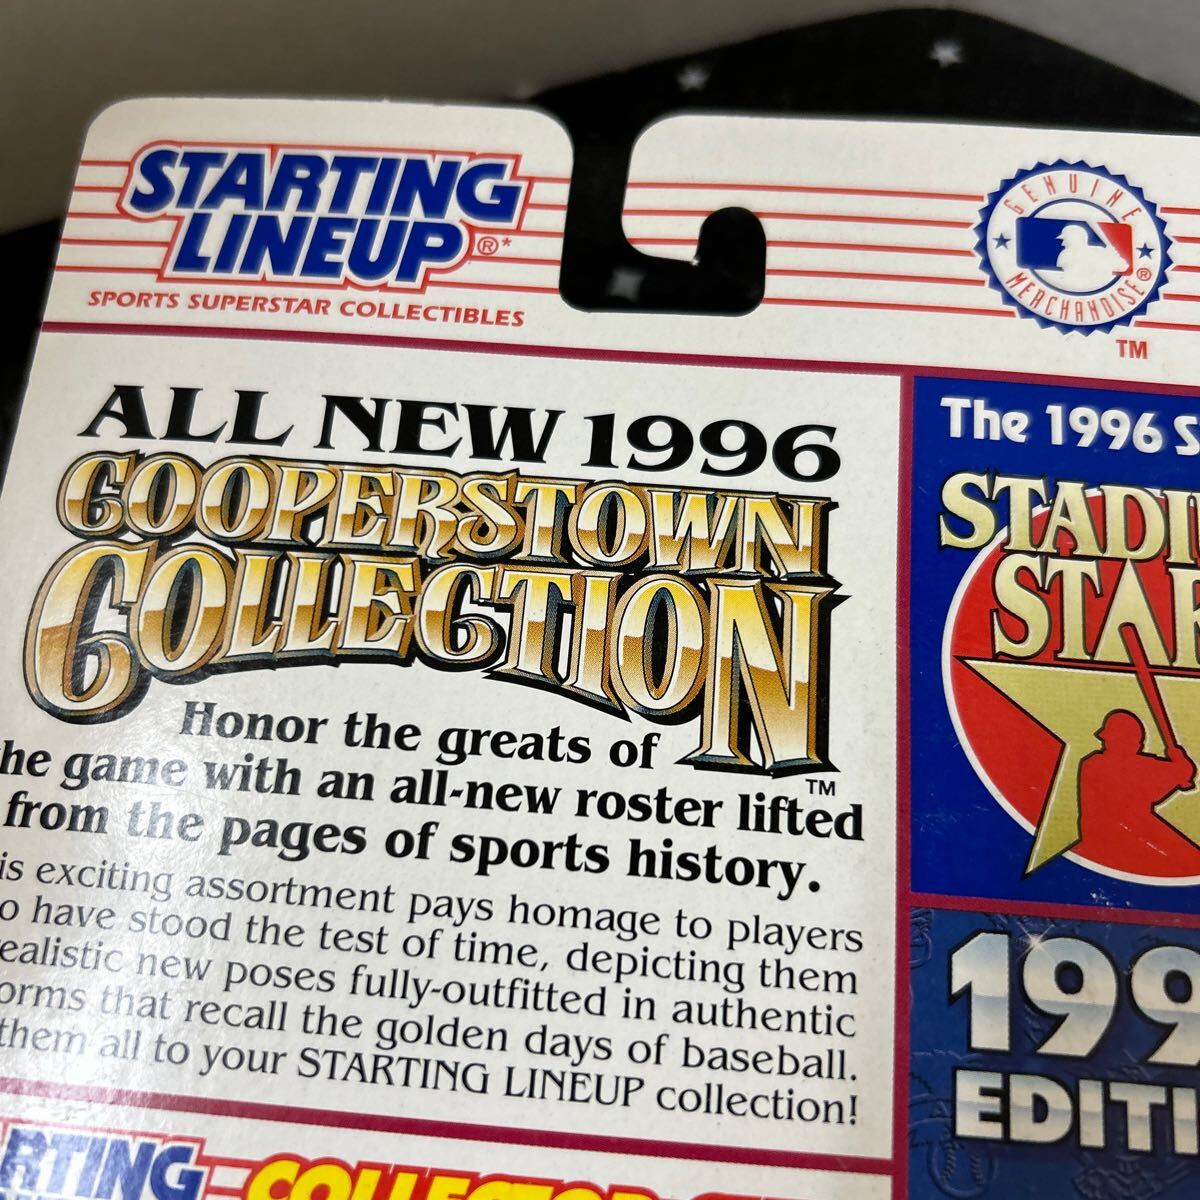 STARTING
LINEUP®*
SPORTS SUPERSTAR COLLECTIBLES
GENUINE
MERCHANDISE®
TM
ALL NEW 1996
COOPERSTOWN
COLLECTION
TM
Honor the greats of
he game with an all-new roster lifted
from the pages of sports history.
is exciting assortment pays homage to players
o have stood the test of time, depicting them
ealistic new poses fully-outfitted in authentic
orms that recall the golden days of baseball.
them all to your STARTING LINEUP collection!
The 1996 S
STADI
STA
199
EDITI
RTING
COLLECTOR